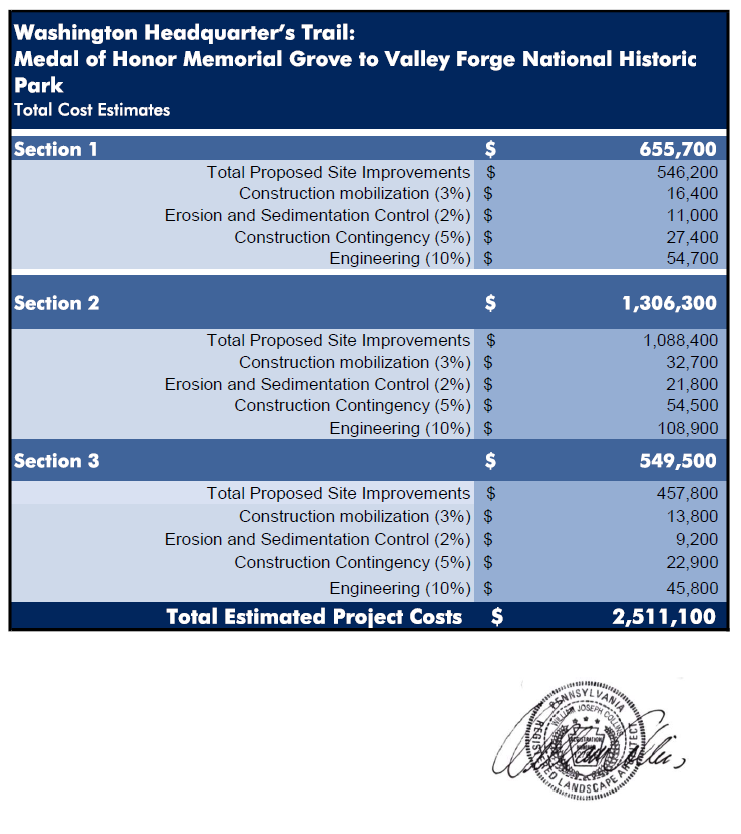 Washington Headquarter's Trail:
Medal of Honor Memorial Grove to Valley Forge National Historic
Park
Total Cost Estimates
Section 1 $ 655,700
Total Proposed Site Improvements $ 546,200
Construction mobilization (3%) $ 16,400
Erosion and Sedimentation Control (2%) $ 11,000
Construction Contingency (5%) $ 27,400
Engineering (10%) $ 54,700
Section 2 $ 1,306,300
Total Proposed Site Improvements $ 1,088,400
Construction mobilization (3%) $ 32,700
Erosion and Sedimentation Control (2%) $ 21,800
Construction Contingency (5%) $ 54,500
Engineering (10%) $ 108,900
Section 3 $ 549,500
Total Proposed Site Improvements $ 457,800
Construction mobilization (3%) $ 13,800
Erosion and Sedimentation Control (2%) $ 9,200
Construction Contingency (5%) $ 22,900
Engineering (10%) $ 45,800
Total Estimated Project Costs $ 2,511,100
PENNSYLVANIA
WILLIAM JOSEPH COLLINS
REGISTRATION
REGISTERED LANDSCAPE ARCHITECT